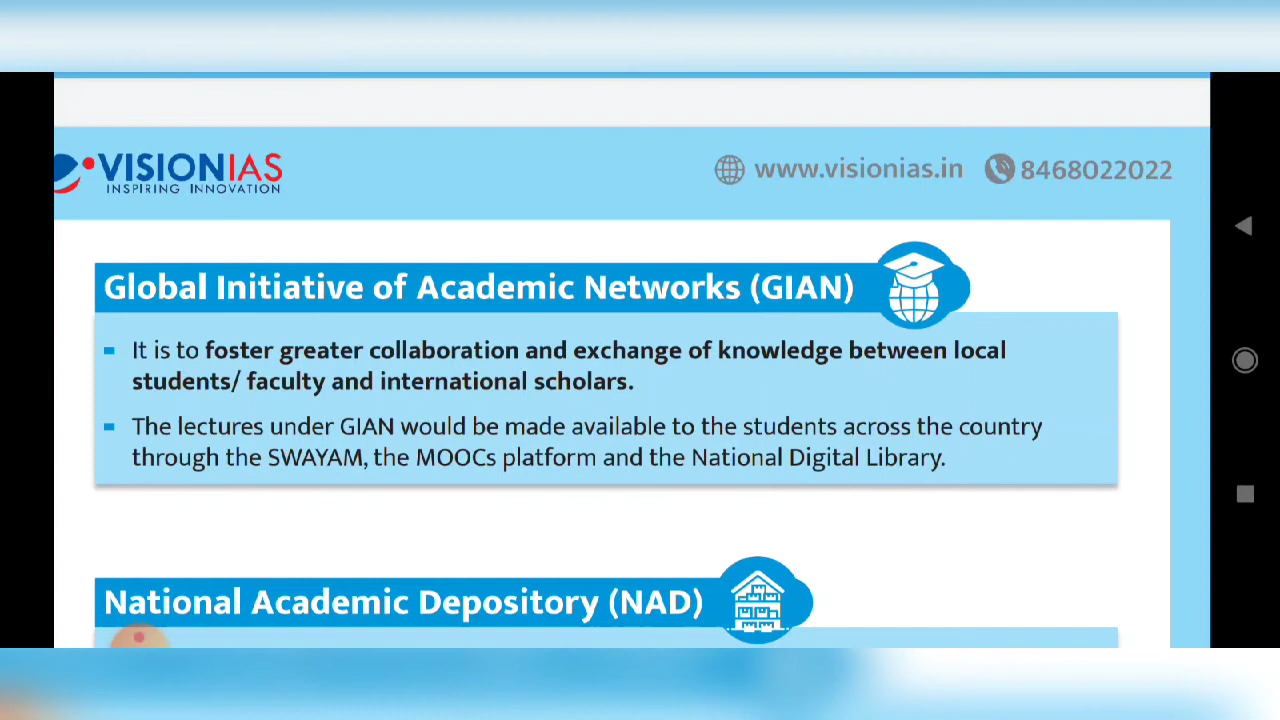 VISIONIAS
INSPIRING INNOVATION
www.visionias.in
8468022022
Global Initiative of Academic Networks (GIAN)
It is to foster greater collaboration and exchange of knowledge between local
students/ faculty and international scholars.
The lectures under GIAN would be made available to the students across the country
through the SWAYAM, the MOOCs platform and the National Digital Library.
National Academic Depository (NAD)